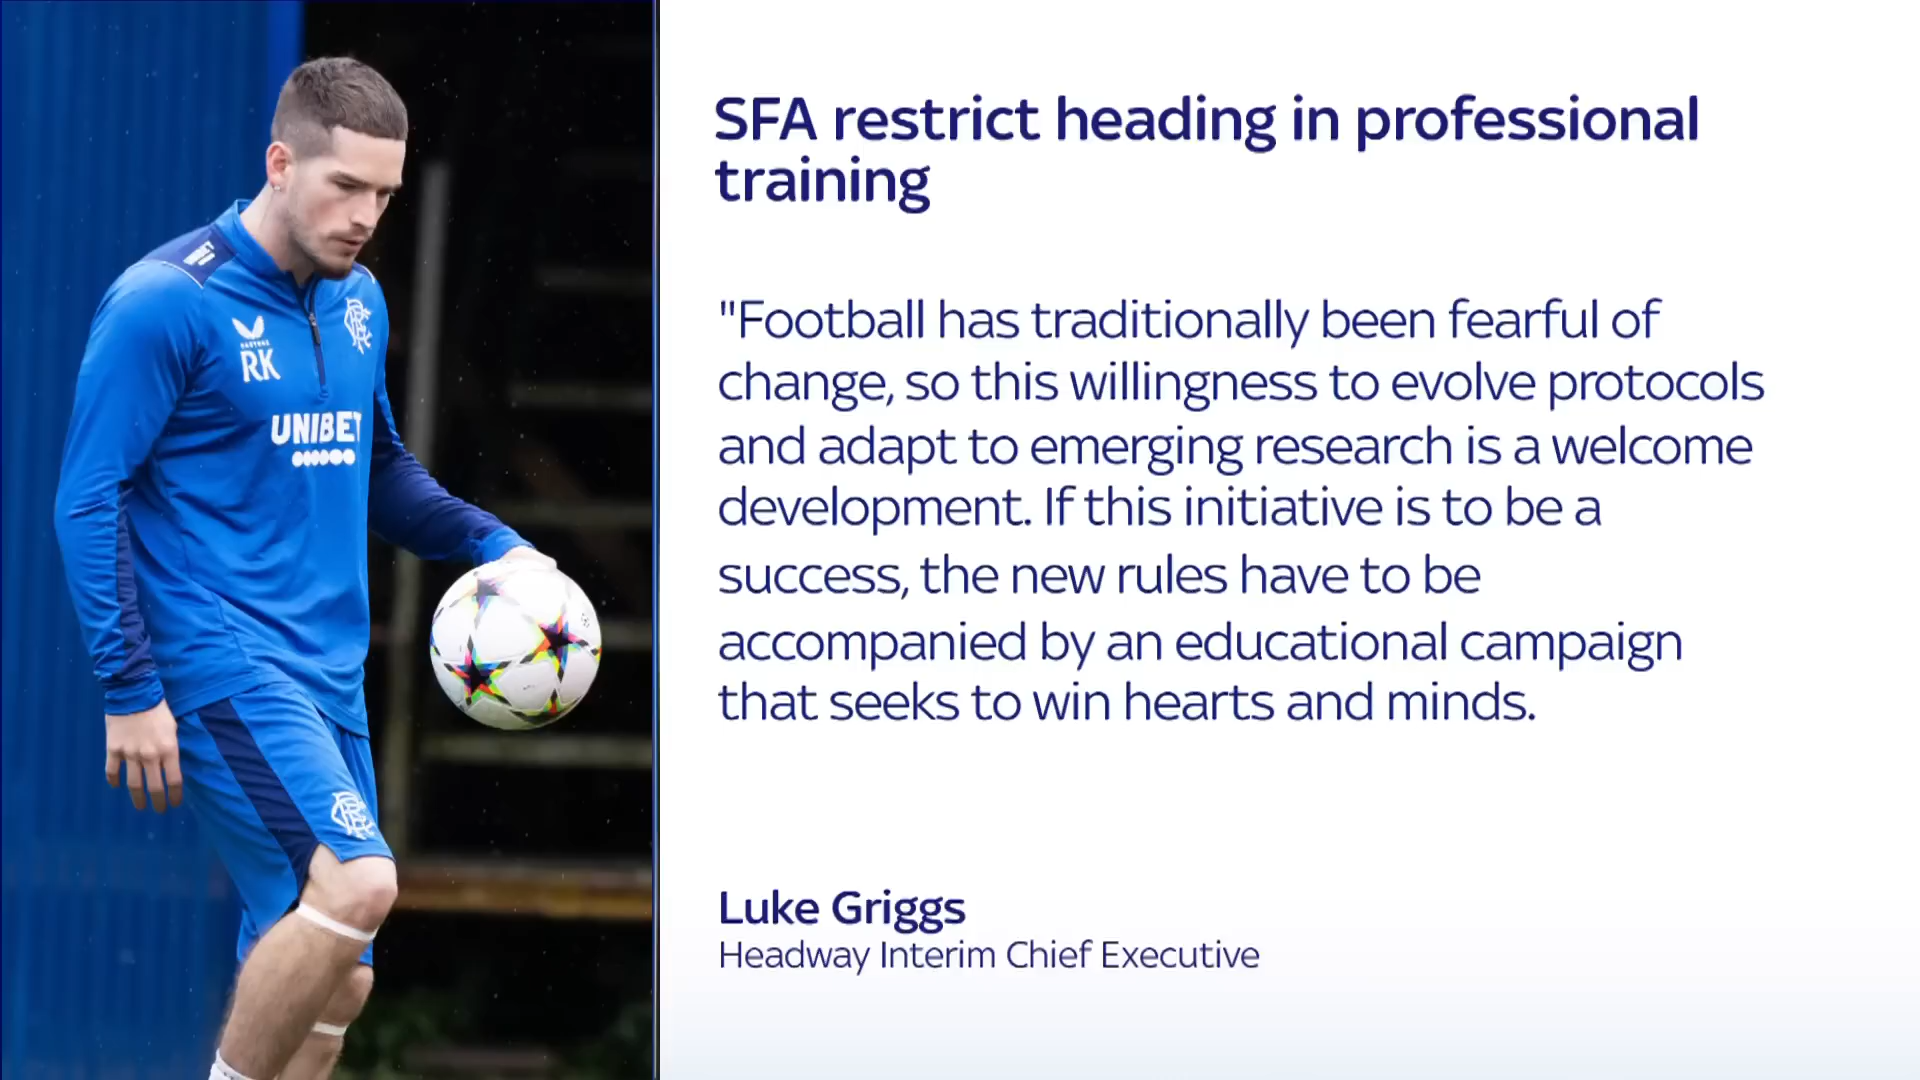 SFA restrict heading in professional
training
"Football has traditionally been fearful of
change, so this willingness to evolve protocols
and adapt to emerging research is a welcome
development. If this initiative is to be a
success, the new rules have to be
accompanied by an educational campaign
that seeks to win hearts and minds.
Luke Griggs
Headway Interim Chief Executive
RK
UNIBET